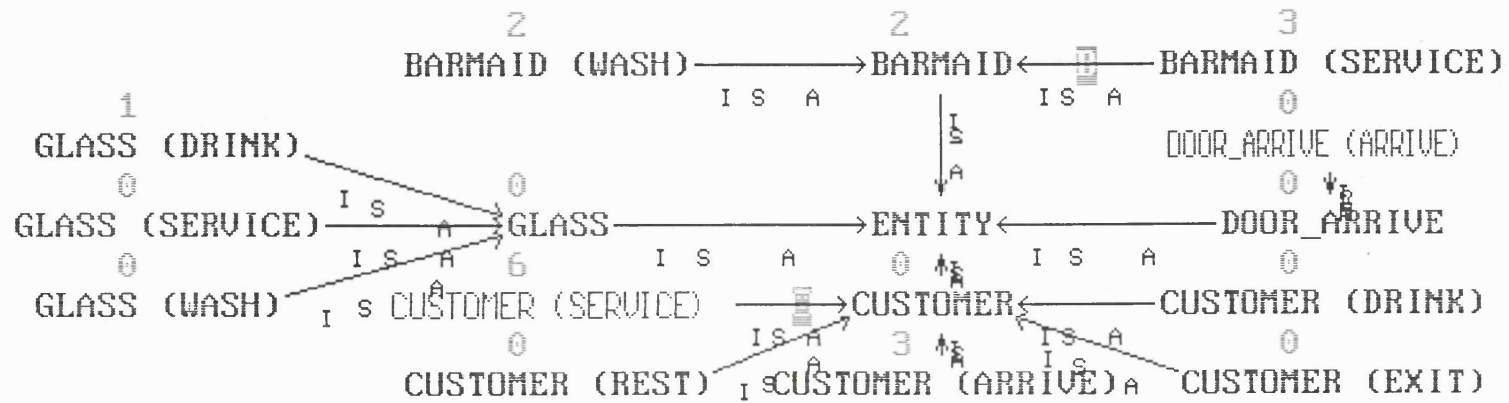 2 2 3
BARMAID (WASH) BARMAID BARMAID (SERVICE)
I S A I S A
1 0
GLASS (DRINK) I S A DOOR_ARRIVE (ARRIVE)
0 0 0
GLASS (SERVICE) I S A GLASS ENTITY DOOR_ARRIVE
0 I S A 6 I S A 0 I S A 0
GLASS (WASH) I S A CUSTOMER (SERVICE) CUSTOMER CUSTOMER (DRINK)
0 I S A 3 I S A 0
CUSTOMER (REST) I S A CUSTOMER (ARRIVE) I S A CUSTOMER (EXIT)